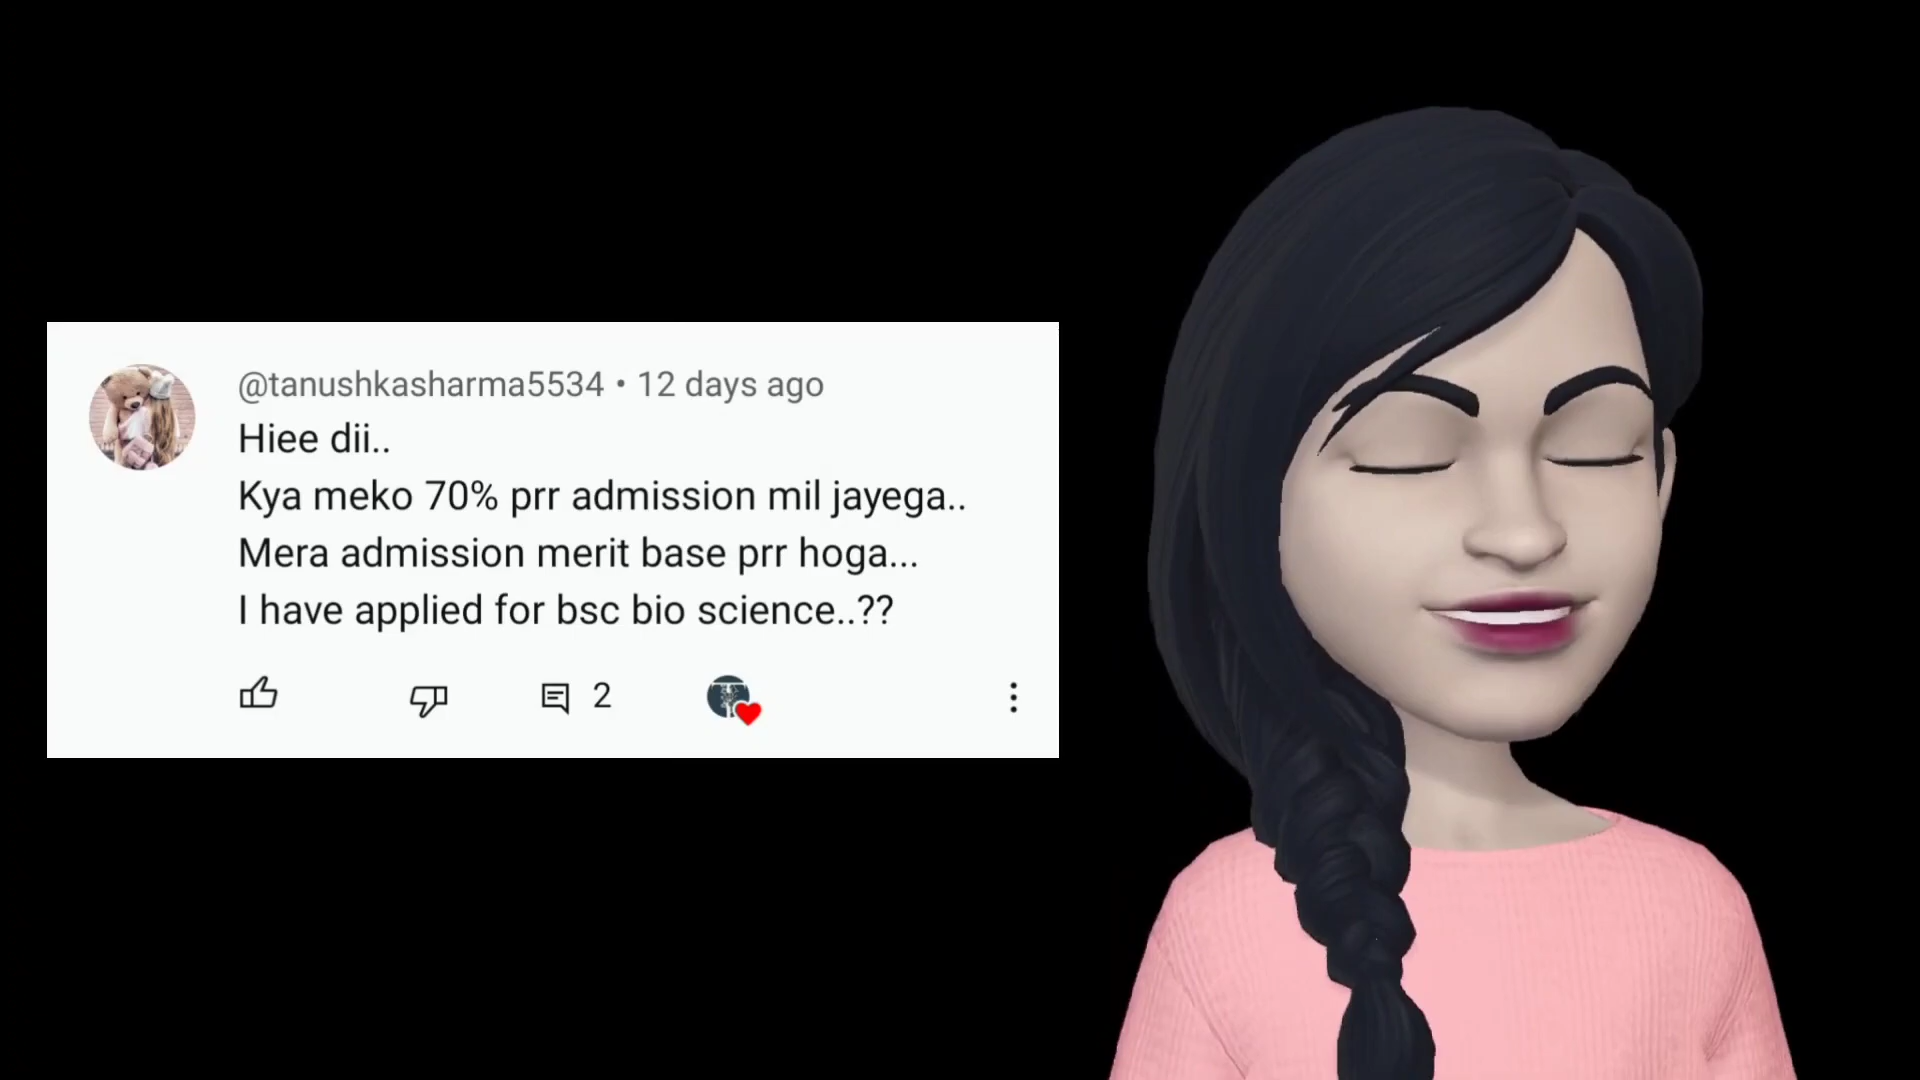 @tanushkasharma5534 • 12 days ago
Hiee dii..
Kya meko 70% prr admission mil jayega..
Mera admission merit base prr hoga...
I have applied for bsc bio science..??
2